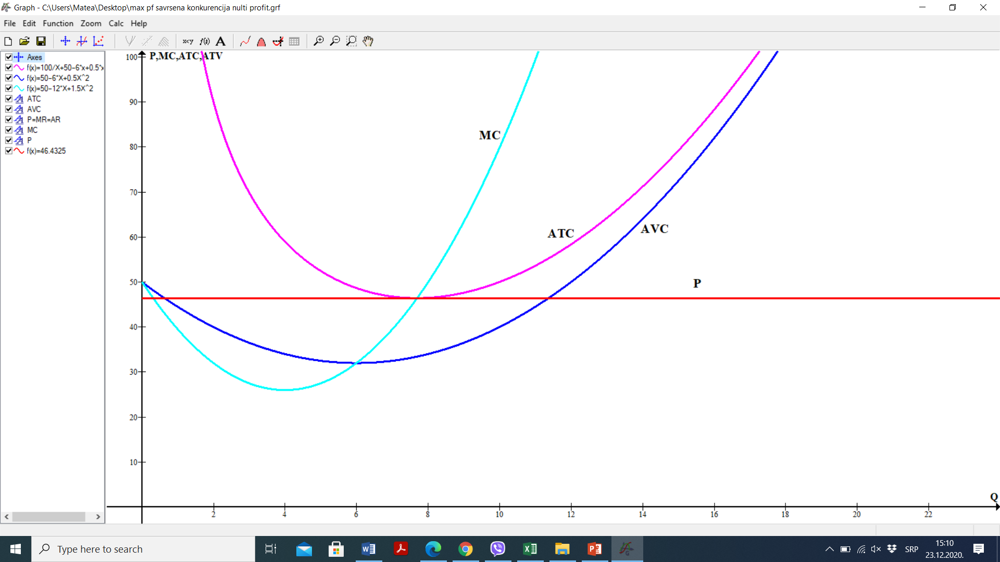 Graph - C:\Users\Matea\Desktop\max pf savrsena konkurencija nulti profit.grf
File Edit Function Zoom Calc Help
Axes
f(x)=100/X+50-6*x+0.5*x
f(x)=50-6*X+0.5X^2
f(x)=50-12*X+1.5X^2
ATC
AVC
P=MR=AR
MC
P
f(x)=46.4325
P,MC,ATC,ATV
100
90
80
70
60
50
40
30
20
10
MC
ATC
AVC
P
Q
2 4 6 8 10 12 14 16 18 20 22
Type here to search
SRP
15:10
23.12.2020.